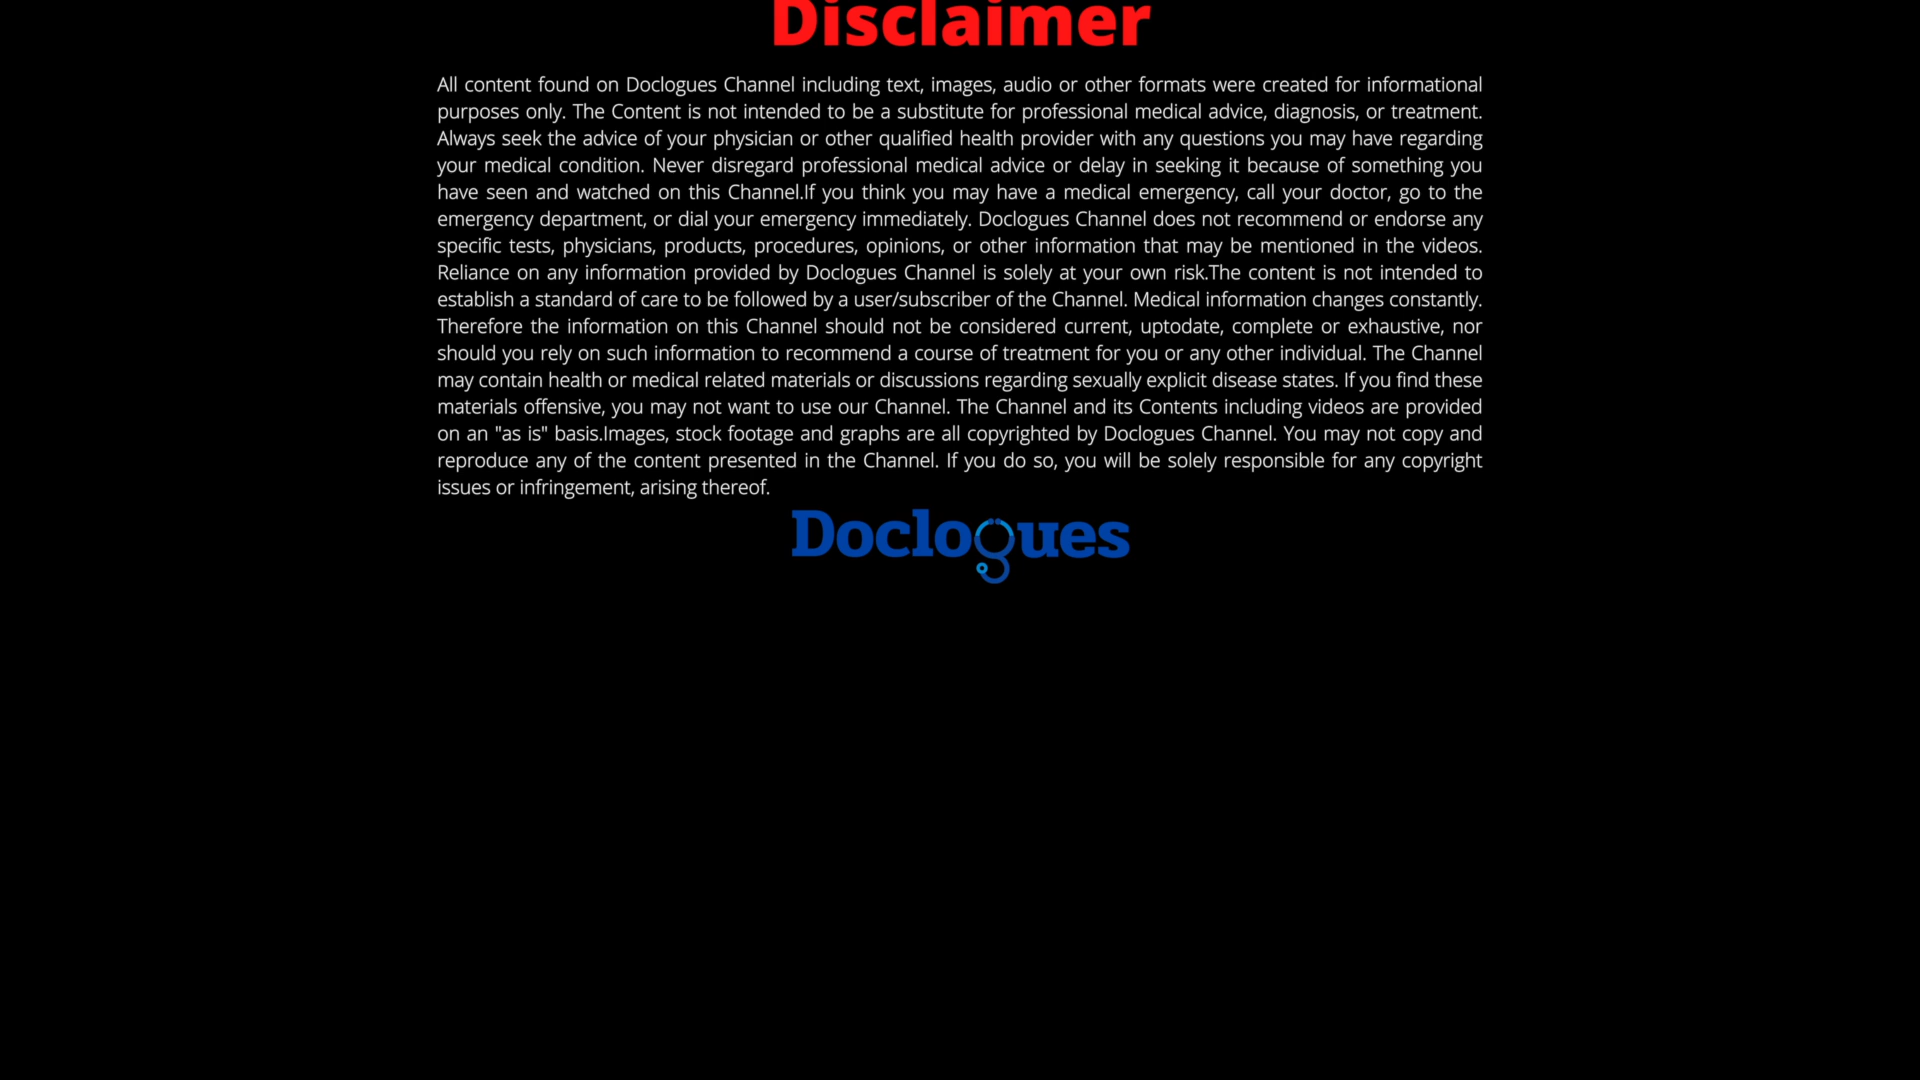 Disclaimer
All content found on Doclogues Channel including text, images, audio or other formats were created for informational
purposes only. The Content is not intended to be a substitute for professional medical advice, diagnosis, or treatment.
Always seek the advice of your physician or other qualified health provider with any questions you may have regarding
your medical condition. Never disregard professional medical advice or delay in seeking it because of something you
have seen and watched on this Channel.If you think you may have a medical emergency, call your doctor, go to the
emergency department, or dial your emergency immediately. Doclogues Channel does not recommend or endorse any
specific tests, physicians, products, procedures, opinions, or other information that may be mentioned in the videos.
Reliance on any information provided by Doclogues Channel is solely at your own risk.The content is not intended to
establish a standard of care to be followed by a user/subscriber of the Channel. Medical information changes constantly.
Therefore the information on this Channel should not be considered current, uptodate, complete or exhaustive, nor
should you rely on such information to recommend a course of treatment for you or any other individual. The Channel
may contain health or medical related materials or discussions regarding sexually explicit disease states. If you find these
materials offensive, you may not want to use our Channel. The Channel and its Contents including videos are provided
on an "as is" basis.Images, stock footage and graphs are all copyrighted by Doclogues Channel. You may not copy and
reproduce any of the content presented in the Channel. If you do so, you will be solely responsible for any copyright
issues or infringement, arising thereof.
Doclogues